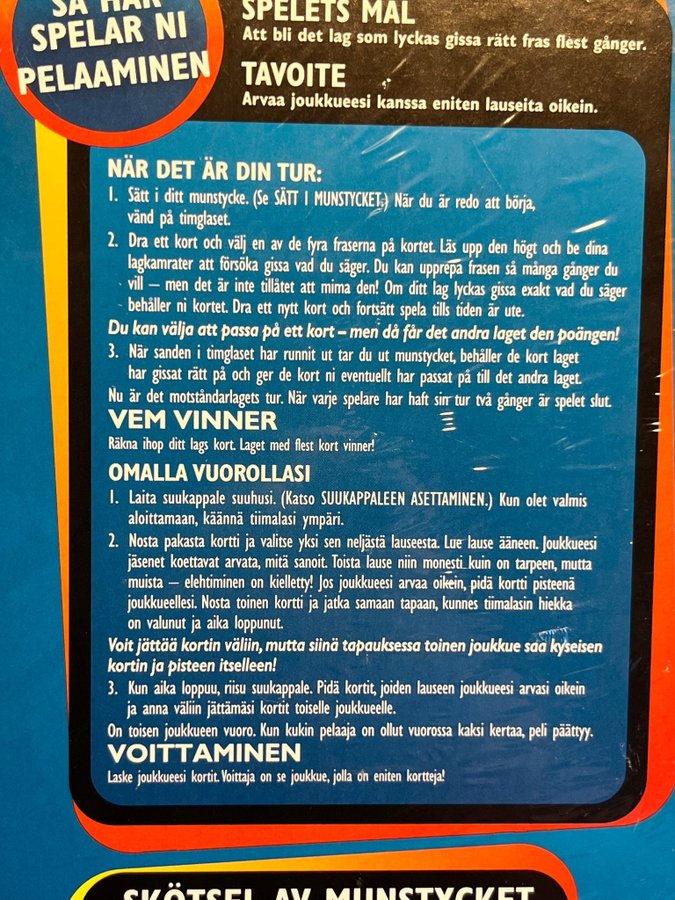 SÅ HÄR
SPELAR NI
PELAAMINEN
SPELETS MÅL
Att bli det lag som lyckas gissa rätt fras flest gånger.
TAVOITE
Arvaa joukkueesi kanssa eniten lauseita oikein.
NÄR DET ÄR DIN TUR:
1. Sätt i ditt munstycke. (Se SÄTT I MUNSTYCKET.) När du är redo att börja,
vänd på timglaset.
2. Dra ett kort och välj en av de fyra fraserna på kortet. Läs upp den högt och be dina
lagkamrater att försöka gissa vad du säger. Du kan upprepa frasen så många gånger du
vill – men det är inte tillåtet att mima den! Om ditt lag lyckas gissa exakt vad du säger
behåller ni kortet. Dra ett nytt kort och fortsätt spela tills tiden är ute.
Du kan välja att passa på ett kort – men då får det andra laget den poängen!
3. När sanden i timglaset har runnit ut tar du ut munstycket, behåller de kort laget
har gissat rätt på och ger de kort ni eventuellt har passat på till det andra laget.
Nu är det motståndarlagets tur. När varje spelare har haft sin tur två gånger är spelet slut.
VEM VINNER
Räkna ihop ditt lags kort. Laget med flest kort vinner!
OMALLA VUOROLLASI
1. Laita suukappale suuhusi. (Katso SUUKAPPALEEN ASETTAMINEN.) Kun olet valmis
aloittamaan, käännä tiimalasi ympäri.
2. Nosta pakasta kortti ja valitse yksi sen neljästä lauseesta. Lue lause ääneen. Joukkueesi
jäsenet koettavat arvata, mitä sanoit. Toista lause niin monesti kuin on tarpeen, mutta
muista – elehtiminen on kielletty! Jos joukkueesi arvaa oikein, pidä kortti pisteenä
joukkueellesi. Nosta toinen kortti ja jatka samaan tapaan, kunnes tiimalasin hiekka
on valunut ja aika loppunut.
Voit jättää kortin väliin, mutta siinä tapauksessa toinen joukkue saa kyseisen
kortin ja pisteen itselleen!
3. Kun aika loppuu, riisu suukappale. Pidä kortit, joiden lauseen joukkueesi arvasi oikein
ja anna väliin jättämäsi kortit toiselle joukkueelle.
On toisen joukkueen vuoro. Kun kukin pelaaja on ollut vuorossa kaksi kertaa, peli päättyy.
VOITTAMINEN
Laske joukkueesi kortit. Voittaja on se joukkue, jolla on eniten kortteja!
SKÖTSEL AV MUNSTYCKET